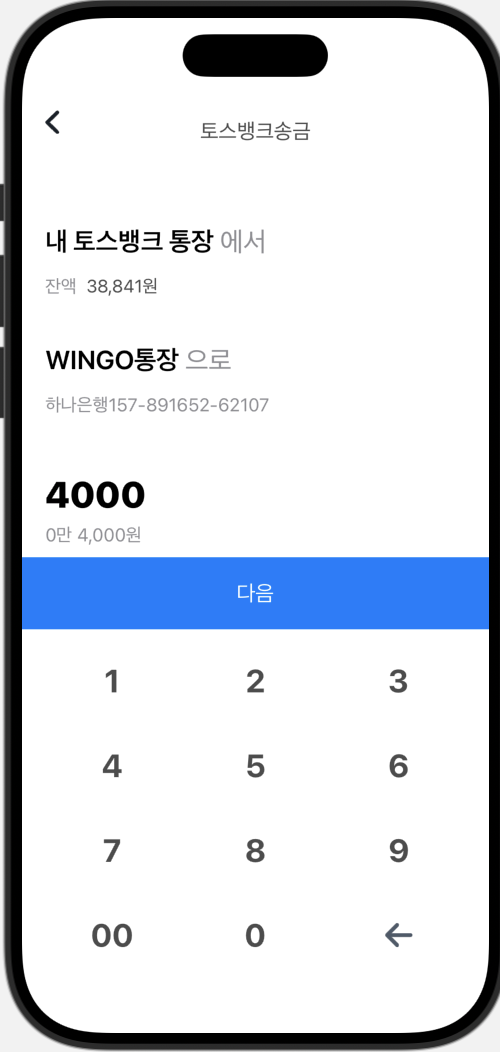 토스뱅크송금
내 토스뱅크 통장 에서
잔액 38,841원
WINGO통장 으로
하나은행157-891652-62107
4000
0만 4,000원
다음
1 2 3
4 5 6
7 8 9
00 0